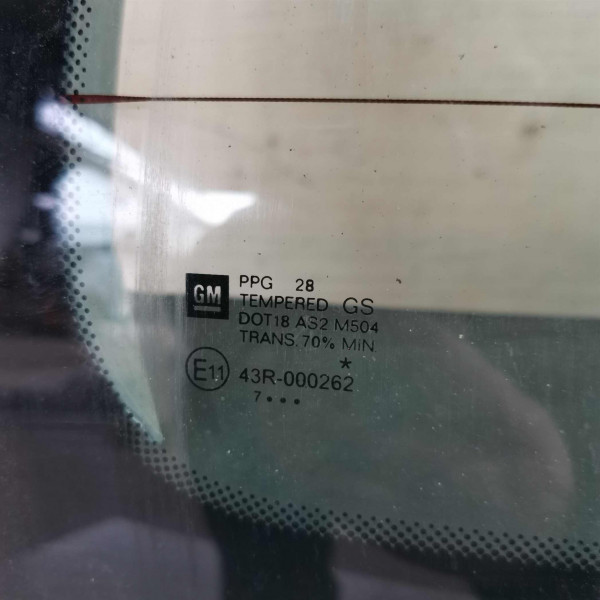 GM
PPG 28
TEMPERED GS
DOT18 AS2 M504
TRANS. 70% MIN
*
E11 43R-000262
7•••